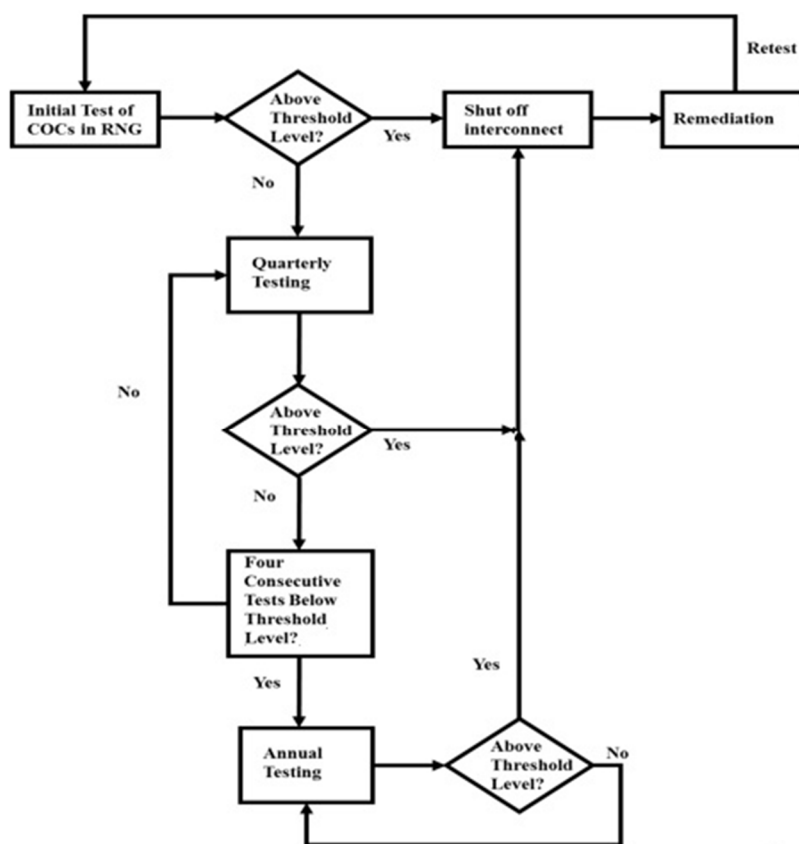 Retest
Initial Test of
COCs in RNG
Above
Threshold
Level?
Yes
Shut off
interconnect
Remediation
No
Quarterly
Testing
No
Above
Threshold
Level?
Yes
No
Four
Consecutive
Tests Below
Threshold
Level?
Yes
Yes
Annual
Testing
Above
Threshold
Level?
No